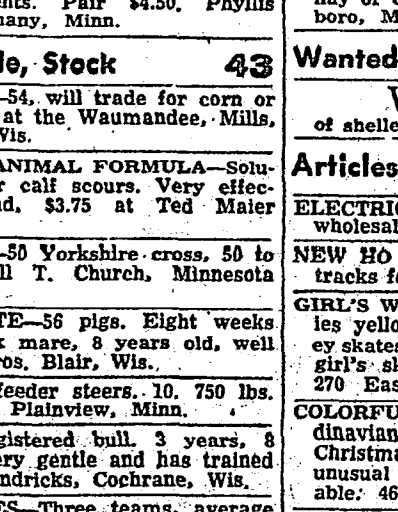 nts. Pair $4.50. Phyllis
many, Minn.
le, Stock 43
—54, will trade for corn or
at the Waumandee, Mills,
Wis.
ANIMAL FORMULA—Solu-
r calf scours. Very effec-
d, $3.75 at Ted Maier
—50 Yorkshire cross, 50 to
ll T. Church, Minnesota
TE—56 pigs. Eight weeks
k mare, 8 years old, well
ros. Blair, Wis.
feeder steers. 10. 750 lbs.
Plainview, Minn.
gistered bull. 3 years, 8
ery gentle and has trained
ndricks, Cochrane, Wis.
ES—Three teams, average
boro, M
Wanted
of shelle
Articles
ELECTRIC
wholesal
NEW HO
tracks fo
GIRL'S W
ies yello
ey skates
girl's sk
270 Eas
COLORFU
dinavian
Christma
unusual
able. 46